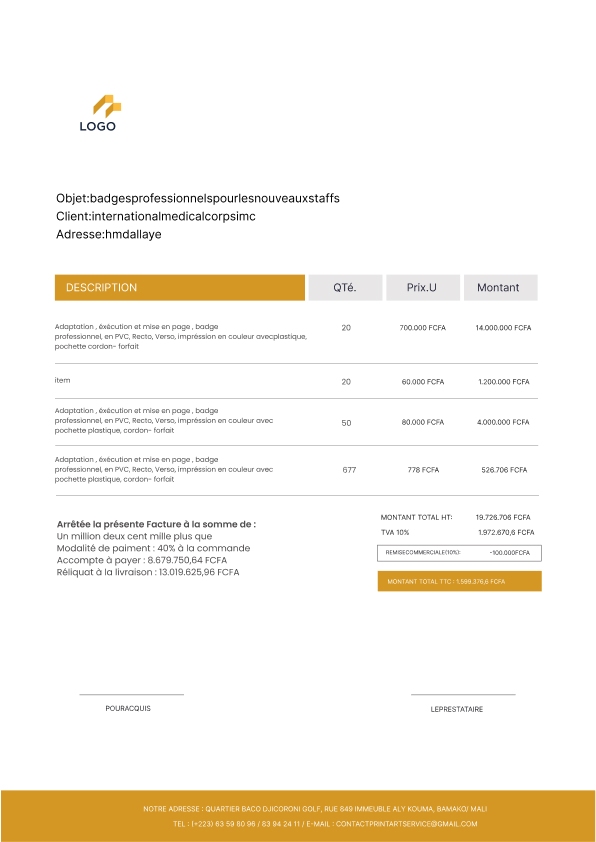 LOGO
Objet:badgesprofessionnelspourlesnouveauxstaffs
Client:internationalmedicalcorpsimc
Adresse:hmdallaye
DESCRIPTION QTé. Prix.U Montant
Adaptation , éxécution et mise en page , badge
professionnel, en PVC, Recto, Verso, impréssion en couleur avecplastique,
pochette cordon- forfait
20 700.000 FCFA 14.000.000 FCFA
item 20 60.000 FCFA 1.200.000 FCFA
Adaptation , éxécution et mise en page , badge
professionnel, en PVC, Recto, Verso, impréssion en couleur avec
pochette plastique, cordon- forfait
50 80.000 FCFA 4.000.000 FCFA
Adaptation , éxécution et mise en page , badge
professionnel, en PVC, Recto, Verso, impréssion en couleur avec
pochette plastique, cordon- forfait
677 778 FCFA 526.706 FCFA
Arrêtée la présente Facture à la somme de :
Un million deux cent mille plus que
Modalité de paiment : 40% à la commande
Accompte à payer : 8.679.750,64 FCFA
Réliquat à la livraison : 13.019.625,96 FCFA
MONTANT TOTAL HT: 19.726.706 FCFA
TVA 10% 1.972.670,6 FCFA
REMISECOMMERCIALE(10%): -100.000FCFA
MONTANT TOTAL TTC : 1.599.376,6 FCFA
POURACQUIS
LEPRESTATAIRE
NOTRE ADRESSE : QUARTIER BACO DJICORONI GOLF, RUE 849 IMMEUBLE ALY KOUMA, BAMAKO/ MALI
TEL : (+223) 63 59 80 96 / 83 94 24 11 / E-MAIL : CONTACTPRINTARTSERVICE@GMAIL.COM